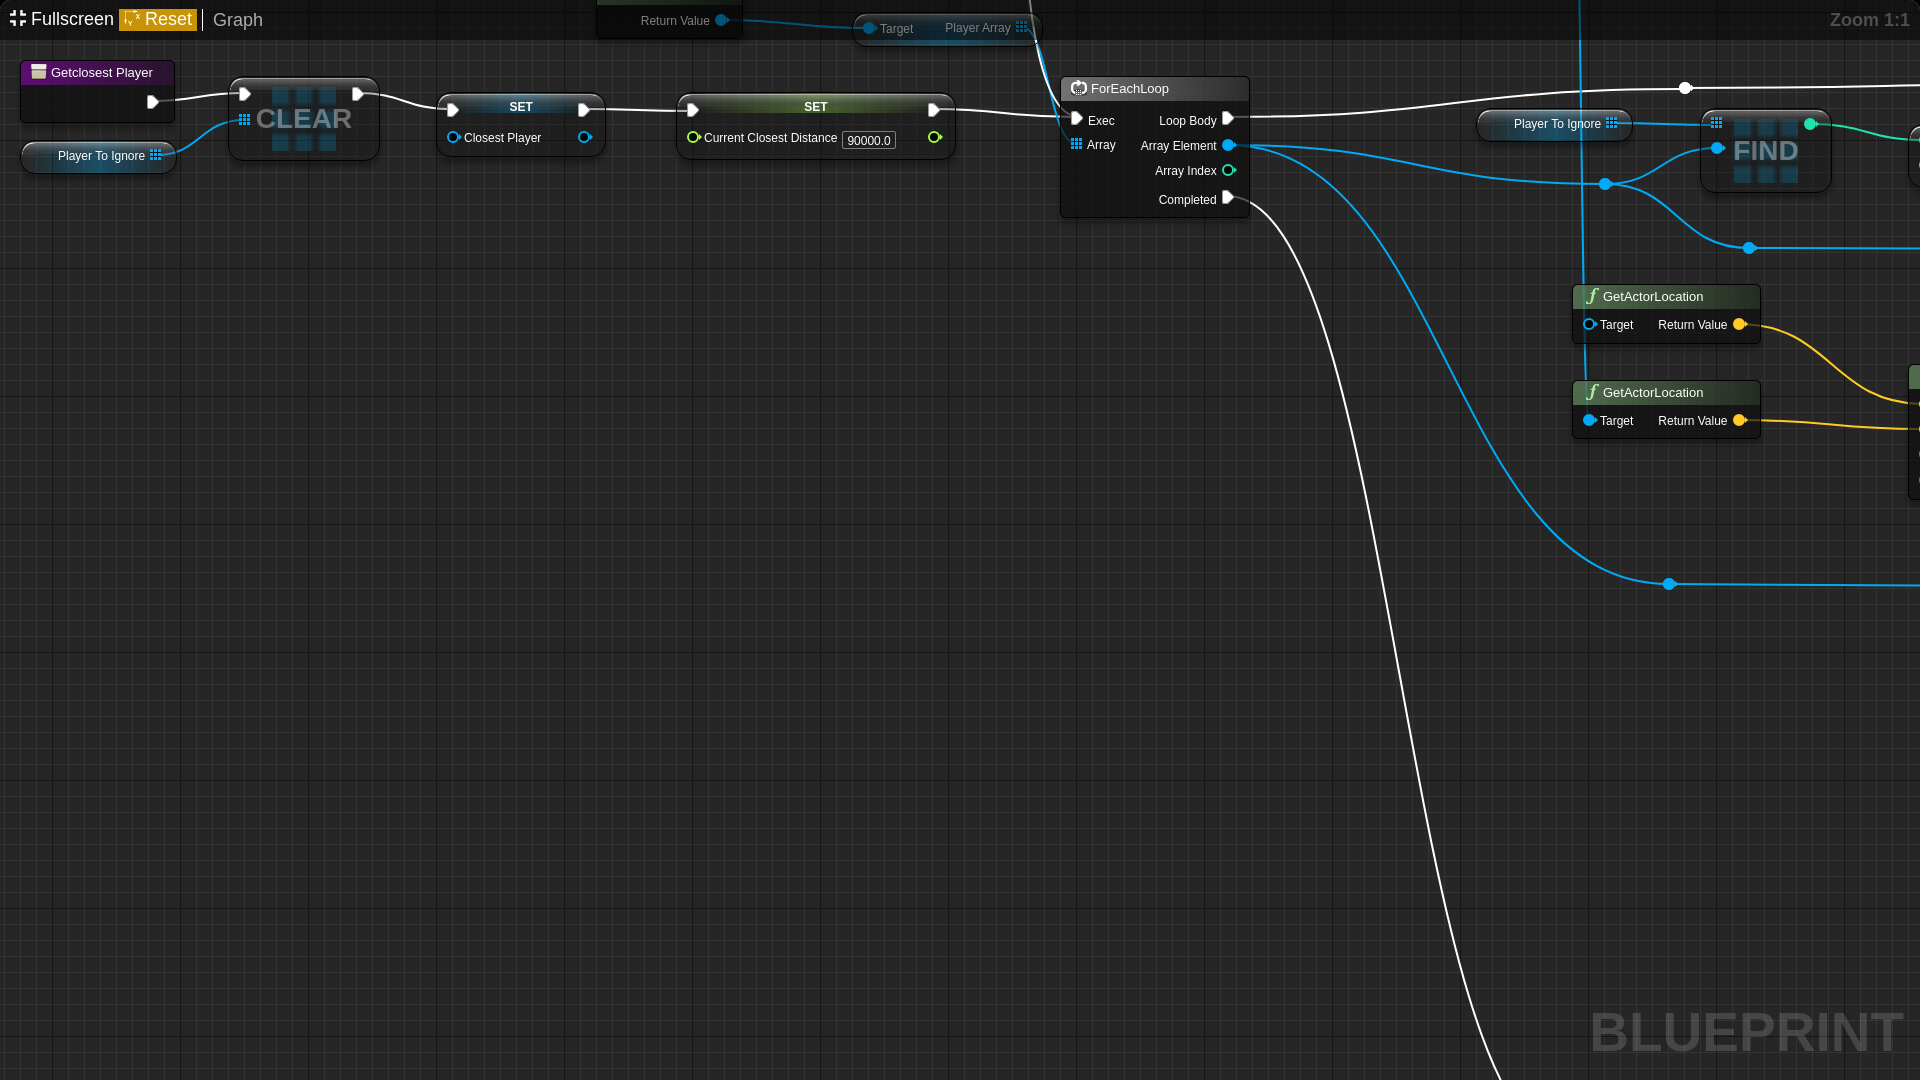 Fullscreen Reset Graph Zoom 1:1
Return Value
Target Player Array
Getclosest Player
Player To Ignore
CLEAR
SET
Closest Player
SET
Current Closest Distance 90000.0
ForEachLoop
Exec Loop Body
Array Array Element
Array Index
Completed
Player To Ignore
FIND
GetActorLocation
Target Return Value
GetActorLocation
Target Return Value
BLUEPRINT